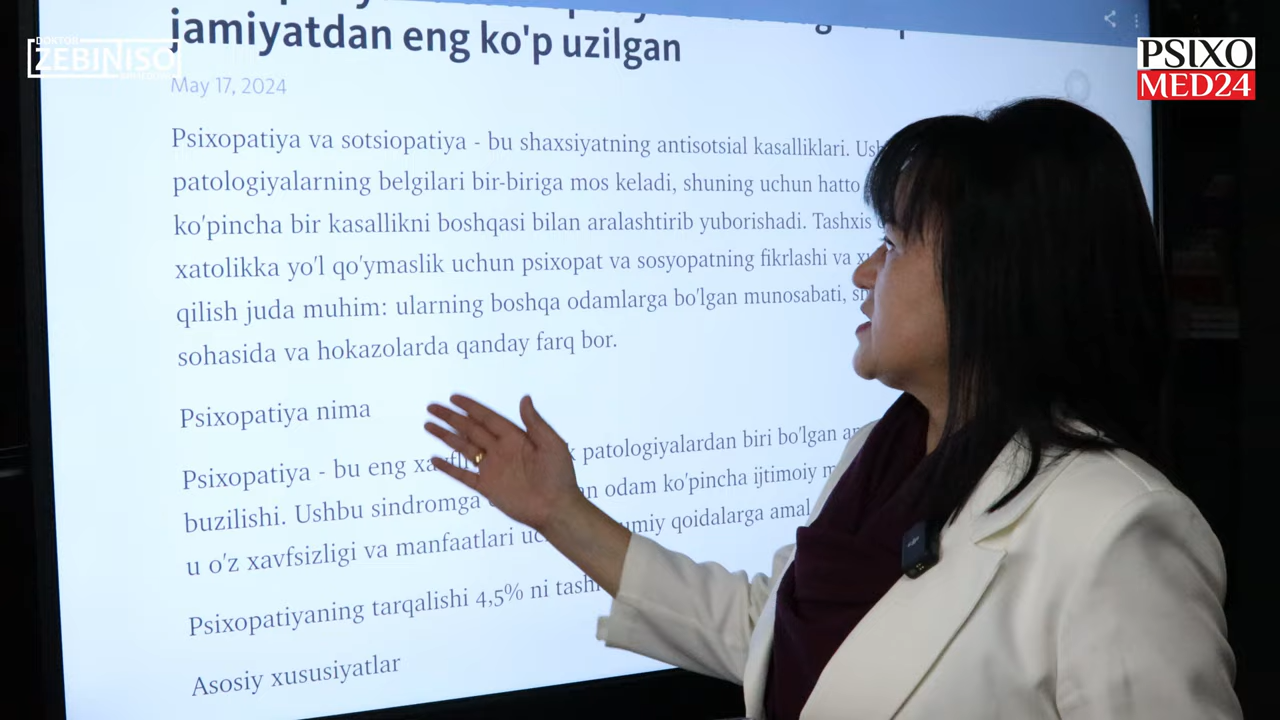 DOKTOR
ZEBINISO
PSIXO
MED24
jamiyatdan eng ko'p uzilgan
May 17, 2024
Psixopatiya va sotsiopatiya - bu shaxsiyatning antisotsial kasalliklari.
patologiyalarning belgilari bir-biriga mos keladi, shuning uchun hatto
ko'pincha bir kasallikni boshqasi bilan aralashtirib yuborishadi. Tashxis
xatolikka yo'l qo'ymaslik uchun psixopat va sosyopatning fikrlashi va
qilish juda muhim: ularning boshqa odamlarga bo'lgan munosabati,
sohasida va hokazolarda qanday farq bor.
Psixopatiya nima
Psixopatiya - bu eng patologiyalardan biri bo'lgan
buzilishi. Ushbu sindromga odam ko'pincha ijtimoiy
u o'z xavfsizligi va manfaatlari qoidalarga amal
Psixopatiyaning tarqalishi 4,5% ni
Asosiy xususiyatlar